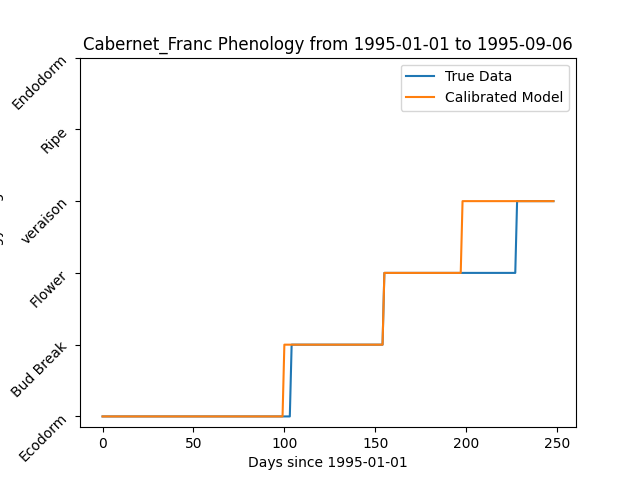 Cabernet_Franc Phenology from 1995-01-01 to 1995-09-06
True Data
Calibrated Model
Endodorm
Ripe
veraison
Flower
Bud Break
Ecodorm
0 50 100 150 200 250
Days since 1995-01-01